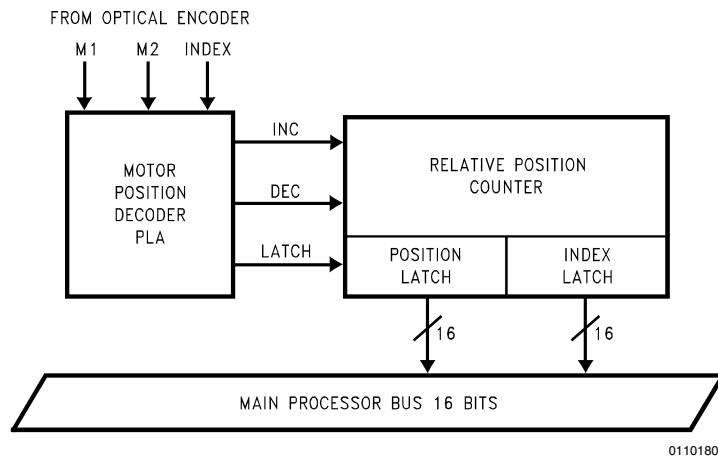 FROM OPTICAL ENCODER
M1 M2 INDEX
MOTOR
POSITION
DECODER
PLA
INC
DEC
LATCH
RELATIVE POSITION
COUNTER
POSITION
LATCH
INDEX
LATCH
16
16
MAIN PROCESSOR BUS 16 BITS
0110180